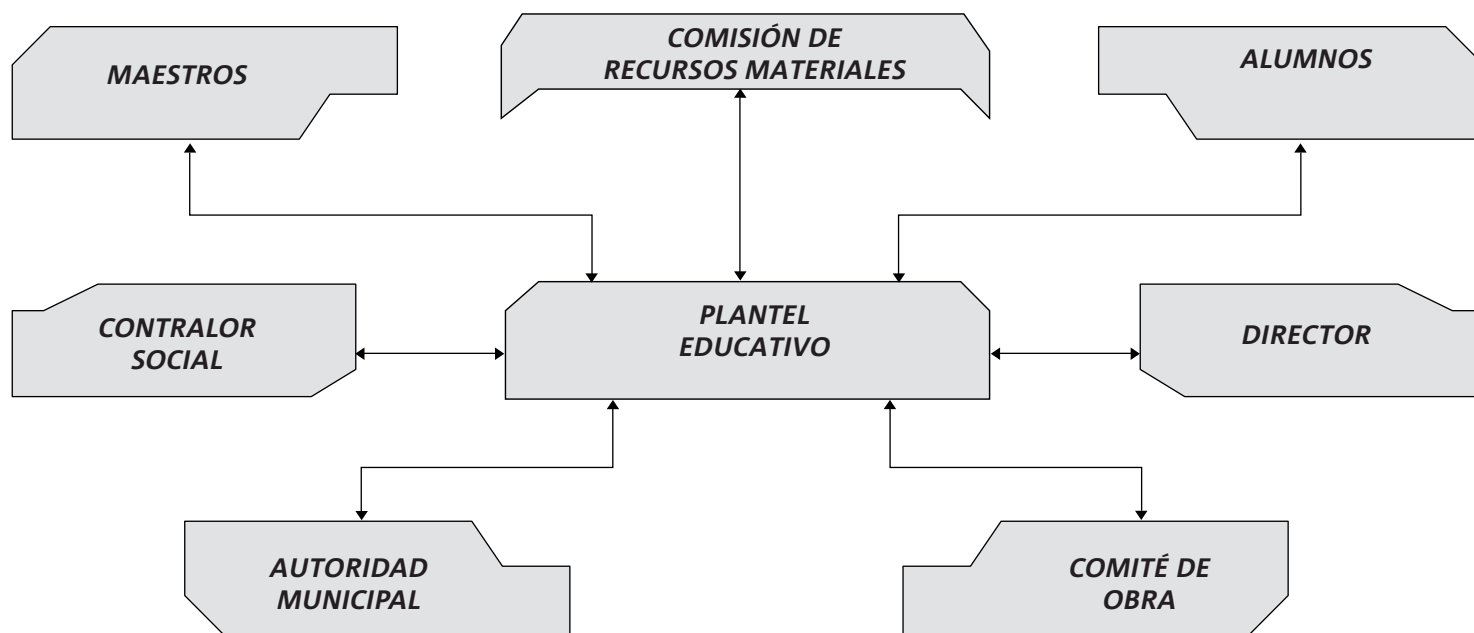 MAESTROS
COMISIÓN DE
RECURSOS MATERIALES
ALUMNOS
CONTRALOR
SOCIAL
PLANTEL
EDUCATIVO
DIRECTOR
AUTORIDAD
MUNICIPAL
COMITÉ DE
OBRA